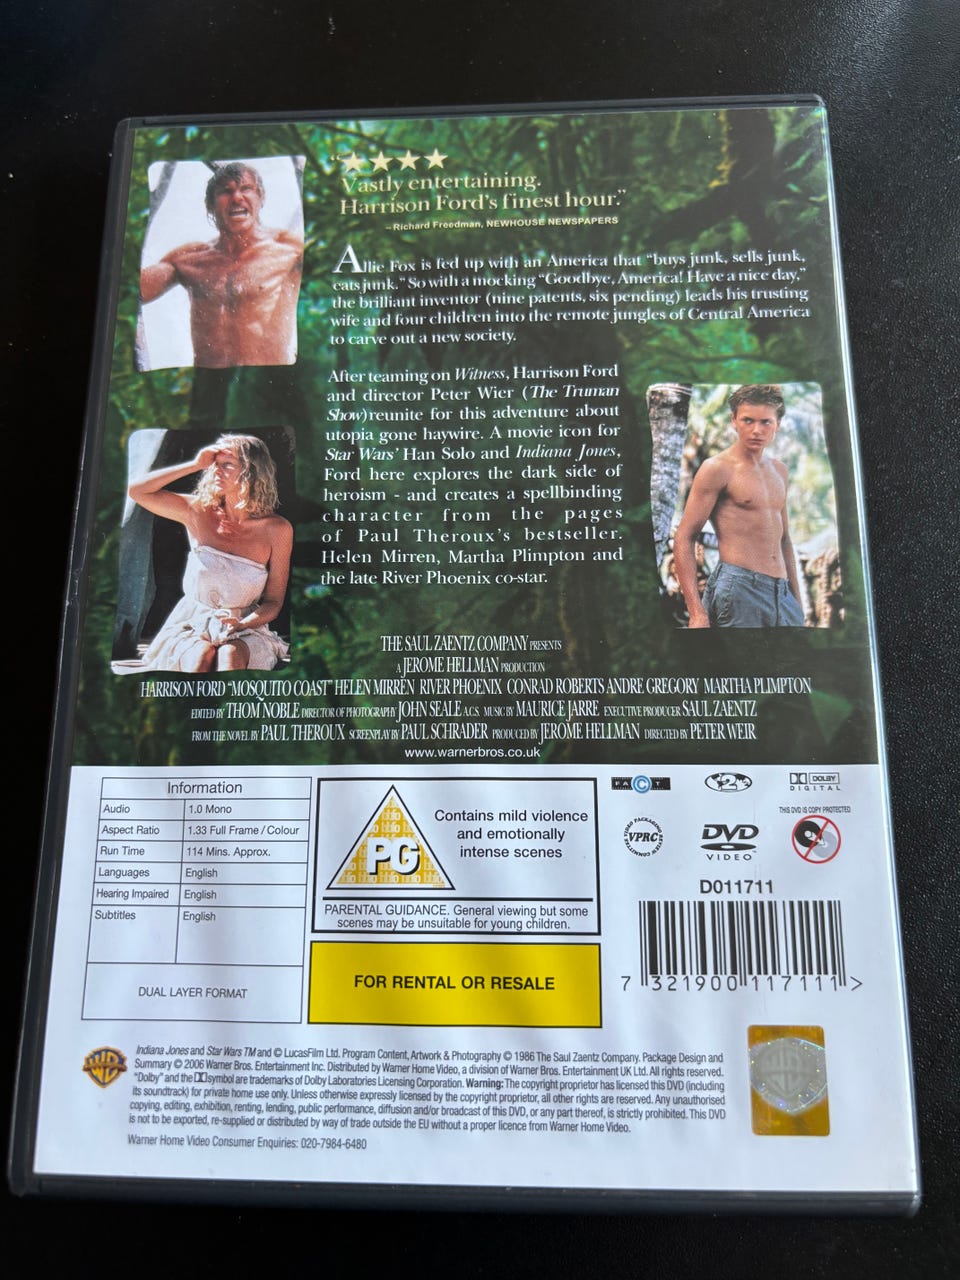 "★★★★
Vastly entertaining.
Harrison Ford's finest hour."
– Richard Freedman, NEWHOUSE NEWSPAPERS
Allie Fox is fed up with an America that "buys junk, sells junk,
eats junk." So with a mocking "Goodbye, America! Have a nice day,"
the brilliant inventor (nine patents, six pending) leads his trusting
wife and four children into the remote jungles of Central America
to carve out a new society.
After teaming on Witness, Harrison Ford
and director Peter Wier (The Truman
Show)reunite for this adventure about
utopia gone haywire. A movie icon for
Star Wars' Han Solo and Indiana Jones,
Ford here explores the dark side of
heroism - and creates a spellbinding
character from the pages
of Paul Theroux's bestseller.
Helen Mirren, Martha Plimpton and
the late River Phoenix co-star.
THE SAUL ZAENTZ COMPANY PRESENTS
A JEROME HELLMAN PRODUCTION
HARRISON FORD "MOSQUITO COAST" HELEN MIRREN RIVER PHOENIX CONRAD ROBERTS ANDRE GREGORY MARTHA PLIMPTON
EDITED BY THOM NOBLE DIRECTOR OF PHOTOGRAPHY JOHN SEALE A.C.S. MUSIC BY MAURICE JARRE EXECUTIVE PRODUCER SAUL ZAENTZ
FROM THE NOVEL BY PAUL THEROUX SCREENPLAY BY PAUL SCHRADER PRODUCED BY JEROME HELLMAN DIRECTED BY PETER WEIR
www.warnerbros.co.uk
Information
Audio 1.0 Mono
Aspect Ratio 1.33 Full Frame / Colour
Run Time 114 Mins. Approx.
Languages English
Hearing Impaired English
Subtitles English
DUAL LAYER FORMAT
PG
Contains mild violence
and emotionally
intense scenes
PARENTAL GUIDANCE. General viewing but some
scenes may be unsuitable for young children.
FOR RENTAL OR RESALE
FACT
2
DOLBY
DIGITAL
VIDEO PACKAGING REVIEW COMMITTEE
VPRC
DVD
VIDEO
THIS DVD IS COPY PROTECTED
D011711
7 321900 117111 >
WB
Indiana Jones and Star Wars TM and © LucasFilm Ltd. Program Content, Artwork & Photography © 1986 The Saul Zaentz Company. Package Design and
Summary © 2006 Warner Bros. Entertainment Inc. Distributed by Warner Home Video, a division of Warner Bros. Entertainment UK Ltd. All rights reserved.
"Dolby" and the DD symbol are trademarks of Dolby Laboratories Licensing Corporation. Warning: The copyright proprietor has licensed this DVD (including
its soundtrack) for private home use only. Unless otherwise expressly licensed by the copyright proprietor, all other rights are reserved. Any unauthorised
copying, editing, exhibition, renting, lending, public performance, diffusion and/or broadcast of this DVD, or any part thereof, is strictly prohibited. This DVD
is not to be exported, re-supplied or distributed by way of trade outside the EU without a proper licence from Warner Home Video.
Warner Home Video Consumer Enquiries: 020-7984-6480